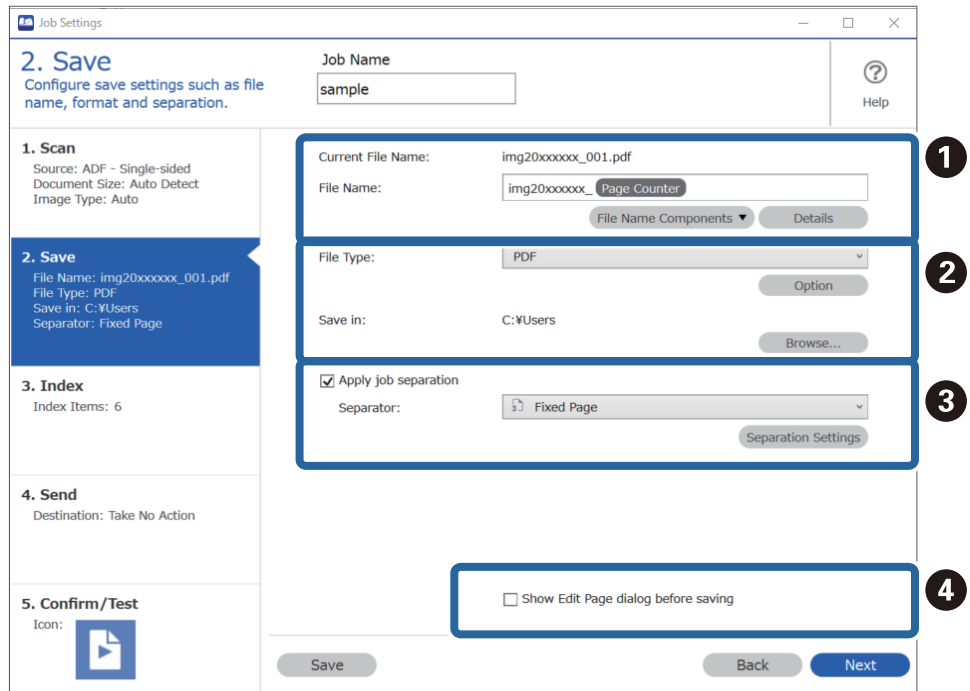 Job Settings
2. Save
Configure save settings such as file
name, format and separation.
Job Name
sample
?
Help
1. Scan
Source: ADF - Single-sided
Document Size: Auto Detect
Image Type: Auto
2. Save
File Name: img20xxxxxx_001.pdf
File Type: PDF
Save in: C:¥Users
Separator: Fixed Page
3. Index
Index Items: 6
4. Send
Destination: Take No Action
5. Confirm/Test
Icon:
Current File Name: img20xxxxxx_001.pdf
File Name: img20xxxxxx_ Page Counter
File Name Components ▼ Details
1
File Type: PDF
Option
Save in: C:¥Users
Browse...
2
Apply job separation
Separator: Fixed Page
Separation Settings
3
Show Edit Page dialog before saving
4
Save Back Next